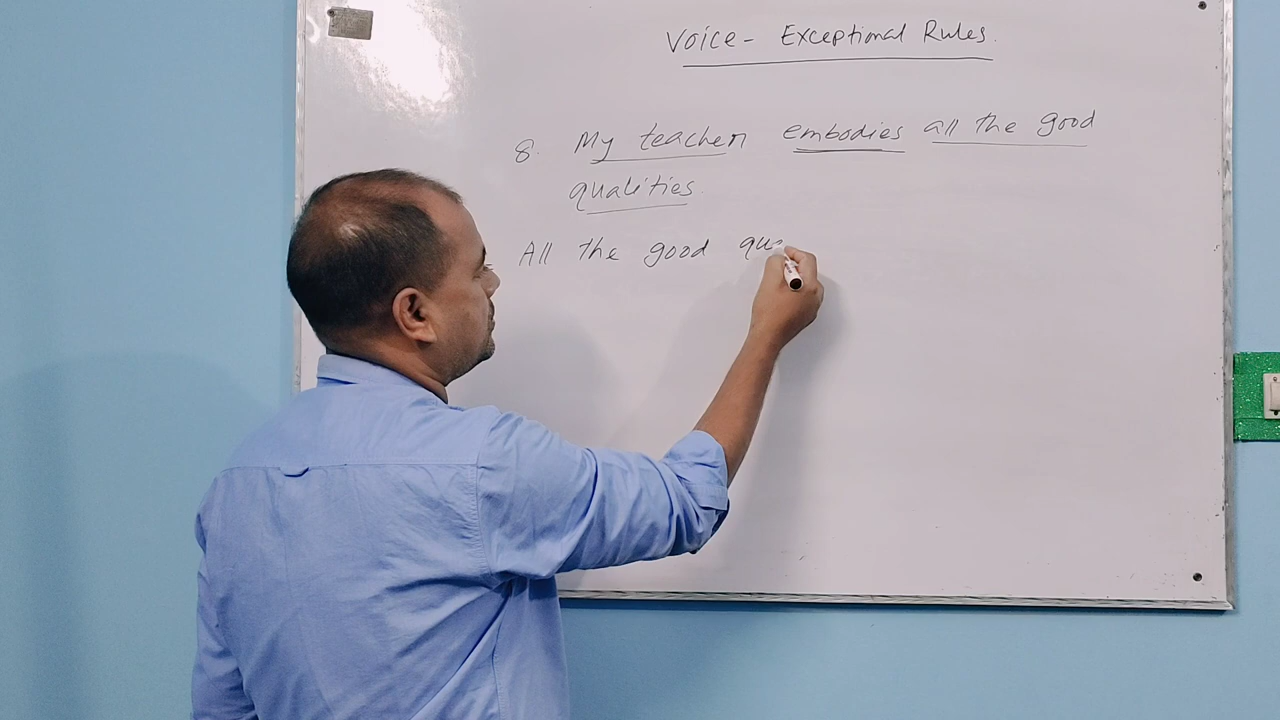 Voice - Exceptional Rules.
8. My teacher embodies all the good
qualities.
All the good qua